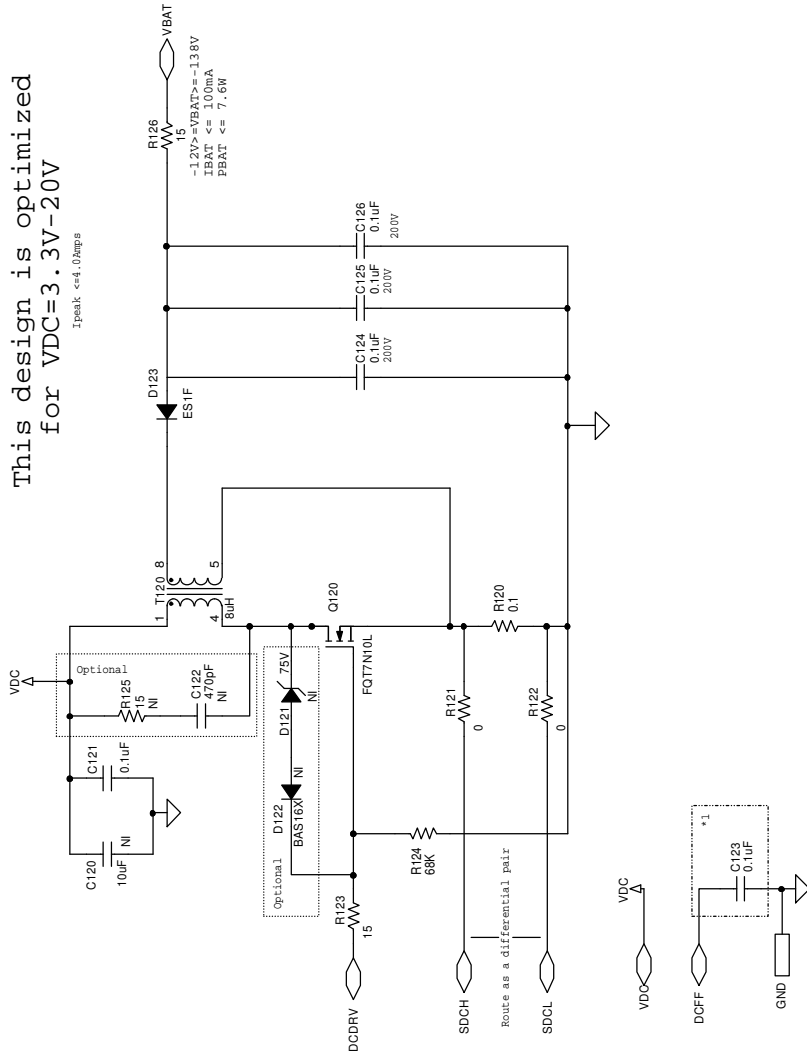 This design is optimized
for VDC=3.3V-20V
Ipeak <=4.0Amps
VBAT
R126
15
-12V>=VBAT>=-138V
IBAT <= 100mA
PBAT <= 7.6W
D123
ES1F
C124
0.1uF
200V
C125
0.1uF
200V
C126
0.1uF
200V
VDC
C120
10uF
NI
C121
0.1uF
Optional
R125
15
NI
C122
470pF
NI
T120
1
8
4
5
8uH
Optional
D122
BAS16X
NI
D121
75V
NI
Q120
FQT7N10L
DCDRV
R123
15
R124
68K
R121
0
R120
0.1
R122
0
SDCH
Route as a differential pair
SDCL
VDC
VDC
DCFF
*1
C123
0.1uF
GND